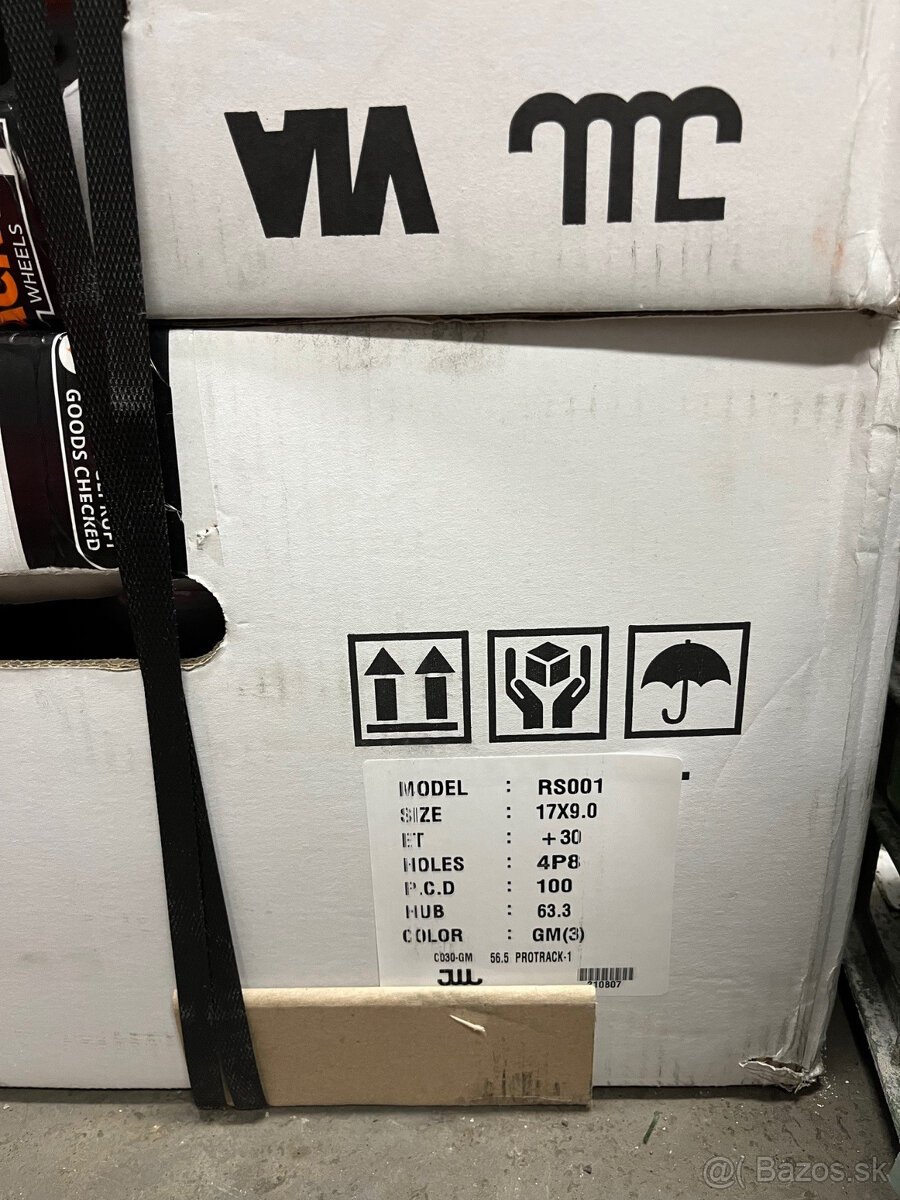 WHEELS
GOODS CHECKED
MODEL : RS001
SIZE : 17X9.0
ET : +30
HOLES : 4P8
P.C.D : 100
HUB : 63.3
COLOR : GM(3)
C030-GM 56.5 PROTRACK-1
210807
@( Bazos.sk